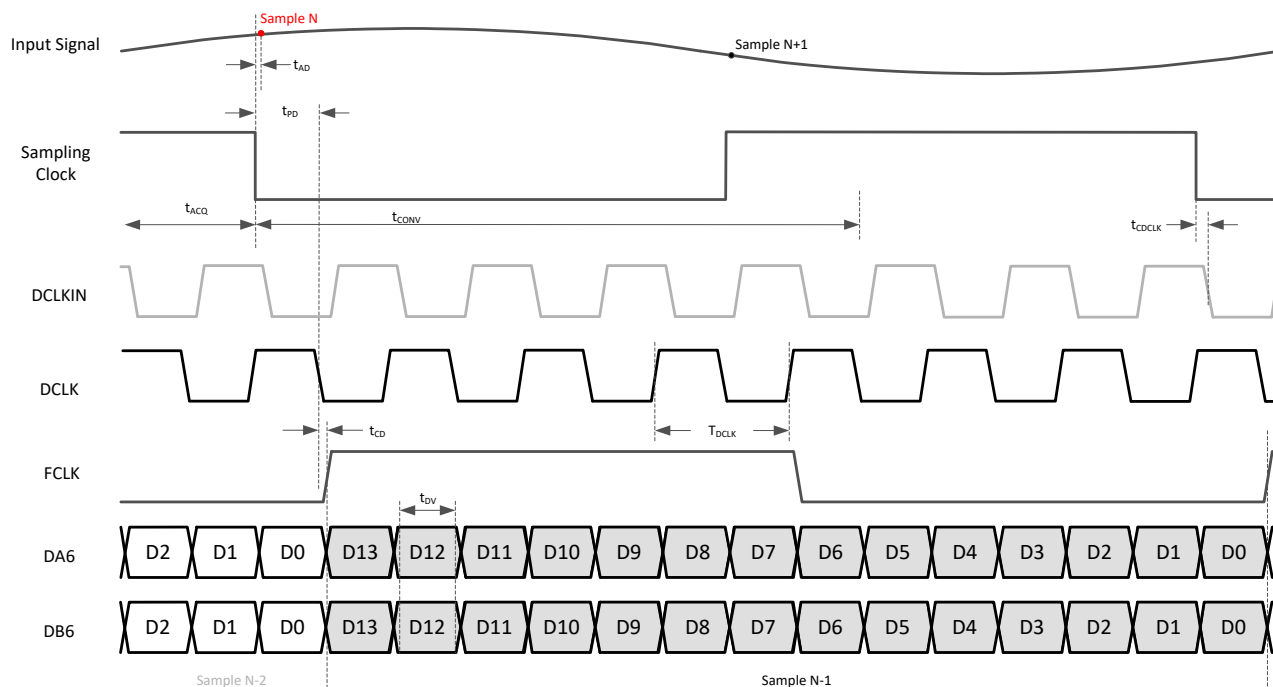 Sample N
Input Signal
Sample N+1
tAD
tPD
Sampling
Clock
tACQ
tCONV
tCDCLK
DCLKIN
DCLK
tCD
TDCLK
FCLK
tDV
DA6 D2 D1 D0 D13 D12 D11 D10 D9 D8 D7 D6 D5 D4 D3 D2 D1 D0
DB6 D2 D1 D0 D13 D12 D11 D10 D9 D8 D7 D6 D5 D4 D3 D2 D1 D0
Sample N-2 Sample N-1